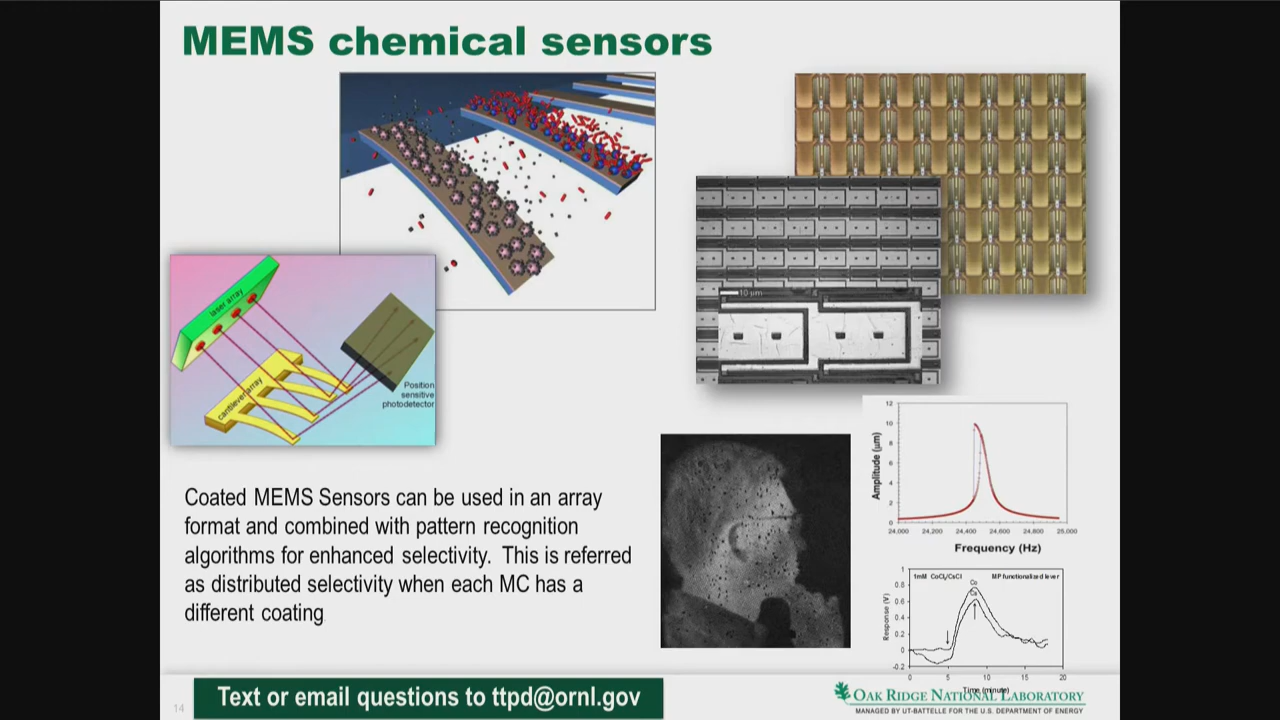 MEMS chemical sensors
laser array
cantilever array
Position
sensitive
photodetector
10 µm
Coated MEMS Sensors can be used in an array
format and combined with pattern recognition
algorithms for enhanced selectivity. This is referred
as distributed selectivity when each MC has a
different coating
Amplitude (µm)
12
10
8
6
4
2
0
24,000 24,200 24,400 24,600 24,800 25,000
Frequency (Hz)
1mM CoCl₂/CsCl MP functionalized lever
Co
Cs
Response (V)
1
0.8
0.6
0.4
0.2
0
-0.2
0 5 10 15 20
Time (minute)
14
Text or email questions to ttpd@ornl.gov
OAK RIDGE NATIONAL LABORATORY
MANAGED BY UT-BATTELLE FOR THE U.S. DEPARTMENT OF ENERGY